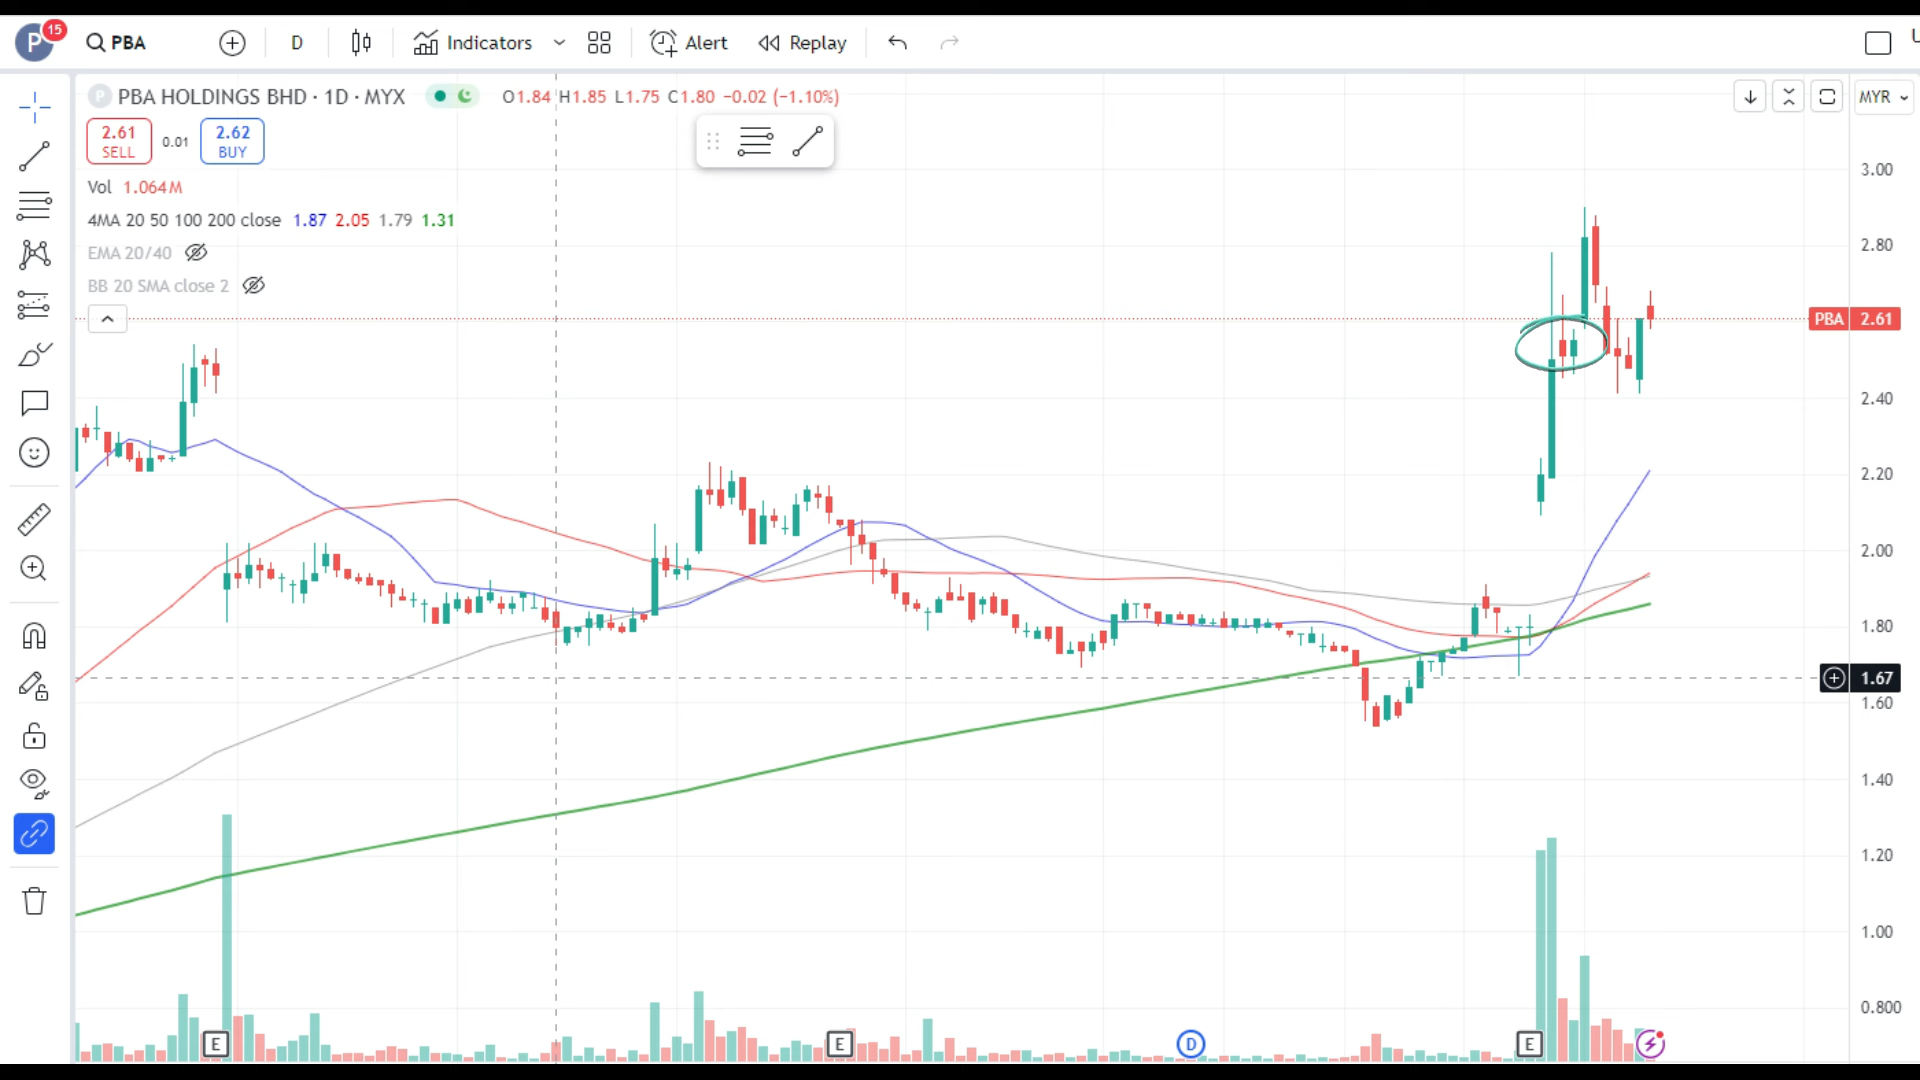 P 15 PBA D Indicators Alert Replay
P PBA HOLDINGS BHD · 1D · MYX O1.84 H1.85 L1.75 C1.80 −0.02 (−1.10%) MYR
2.61 0.01 2.62
SELL BUY
Vol 1.064M
4MA 20 50 100 200 close 1.87 2.05 1.79 1.31
EMA 20/40
BB 20 SMA close 2
3.00
2.80
PBA 2.61
2.40
2.20
2.00
1.80
1.67
1.60
1.40
1.20
1.00
0.800
E E D E